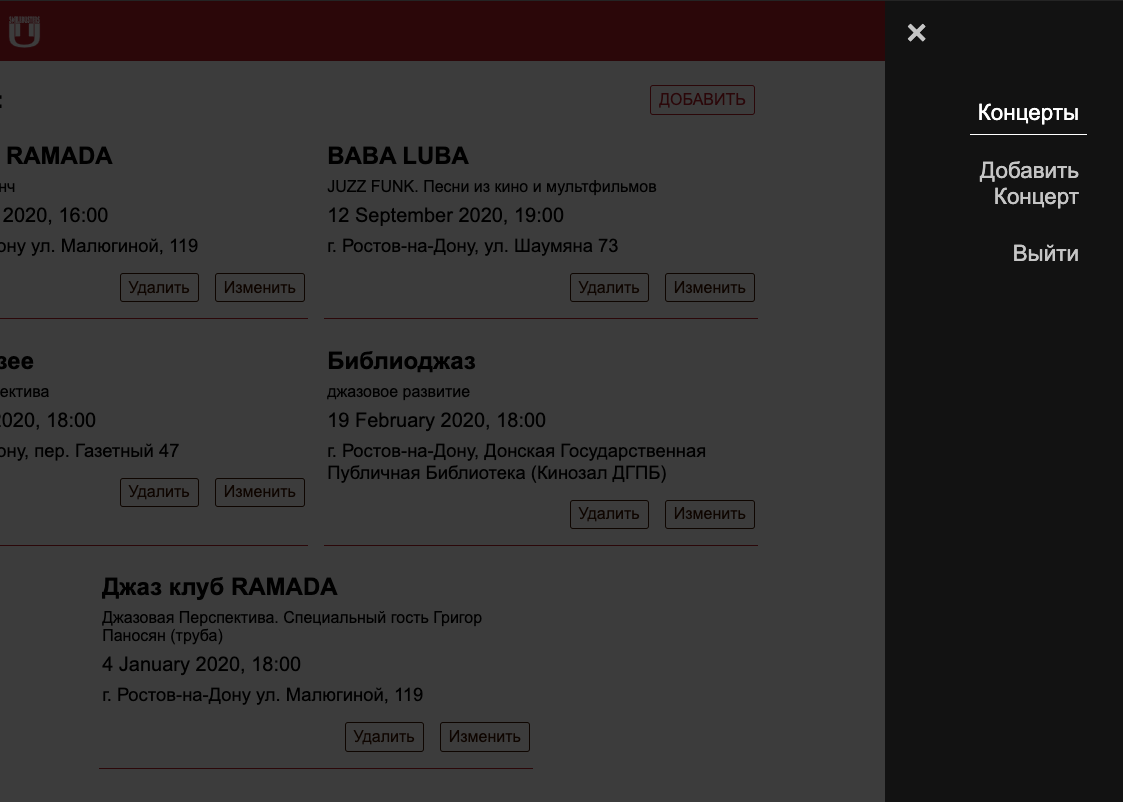 :
ДОБАВИТЬ
RAMADA
нч
2020, 16:00
ону ул. Малюгиной, 119
Удалить Изменить
BABA LUBA
JUZZ FUNK. Песни из кино и мультфильмов
12 September 2020, 19:00
г. Ростов-на-Дону, ул. Шаумяна 73
Удалить Изменить
зее
ектива
2020, 18:00
ону, пер. Газетный 47
Удалить Изменить
Библиоджаз
джазовое развитие
19 February 2020, 18:00
г. Ростов-на-Дону, Донская Государственная
Публичная Библиотека (Кинозал ДГПБ)
Удалить Изменить
Джаз клуб RAMADA
Джазовая Перспектива. Специальный гость Григор
Паносян (труба)
4 January 2020, 18:00
г. Ростов-на-Дону ул. Малюгиной, 119
Удалить Изменить
Концерты
Добавить
Концерт
Выйти